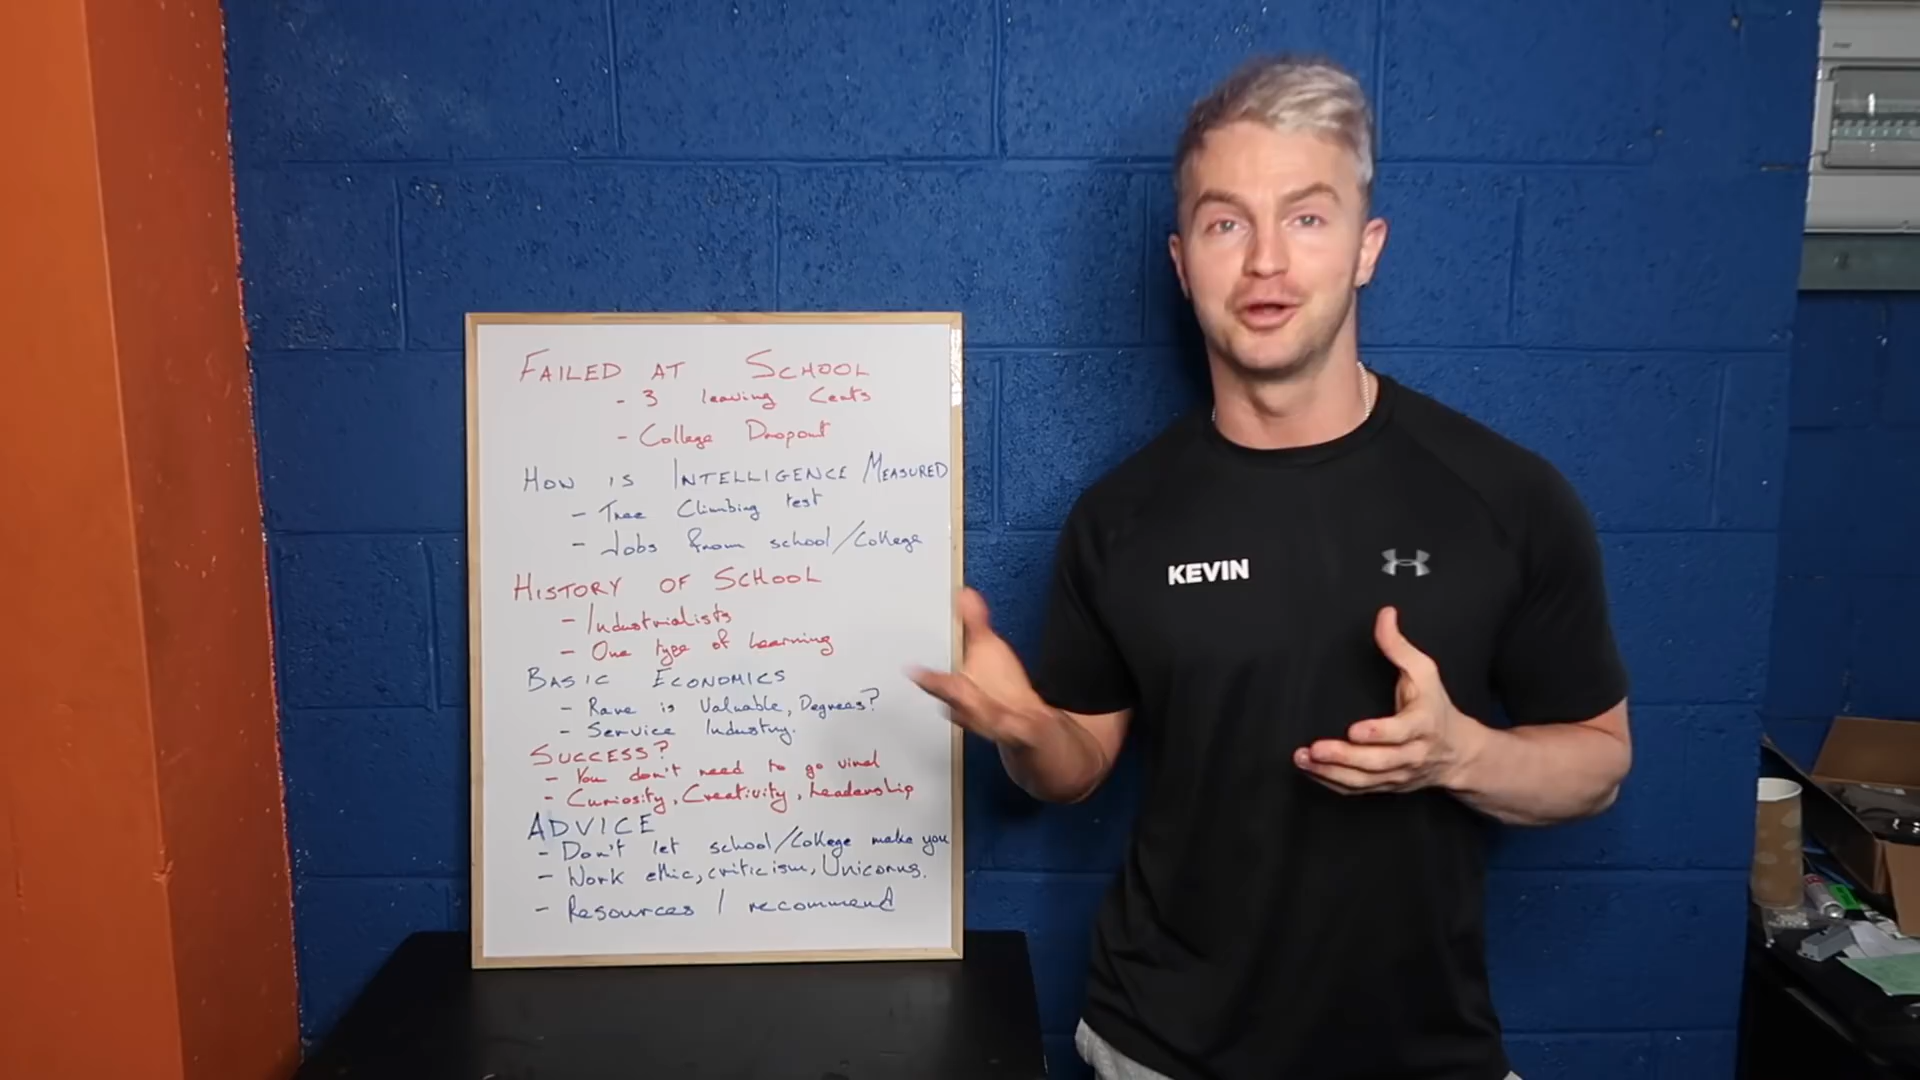 FAILED AT SCHOOL
- 3 leaving Certs
- College Dropout
HOW IS INTELLIGENCE MEASURED
- Tree Climbing test
- Jobs from school/College
HISTORY OF SCHOOL
- Industrialists
- One type of Learning
BASIC ECONOMICS
- Rare is Valuable, Degrees?
- Service Industry.
SUCCESS?
- You don't need to go viral
- Curiosity, Creativity, Leadership
ADVICE
- Don't let school/College make you
- Work ethic, criticism, Unicorns.
- Resources I recommend
KEVIN